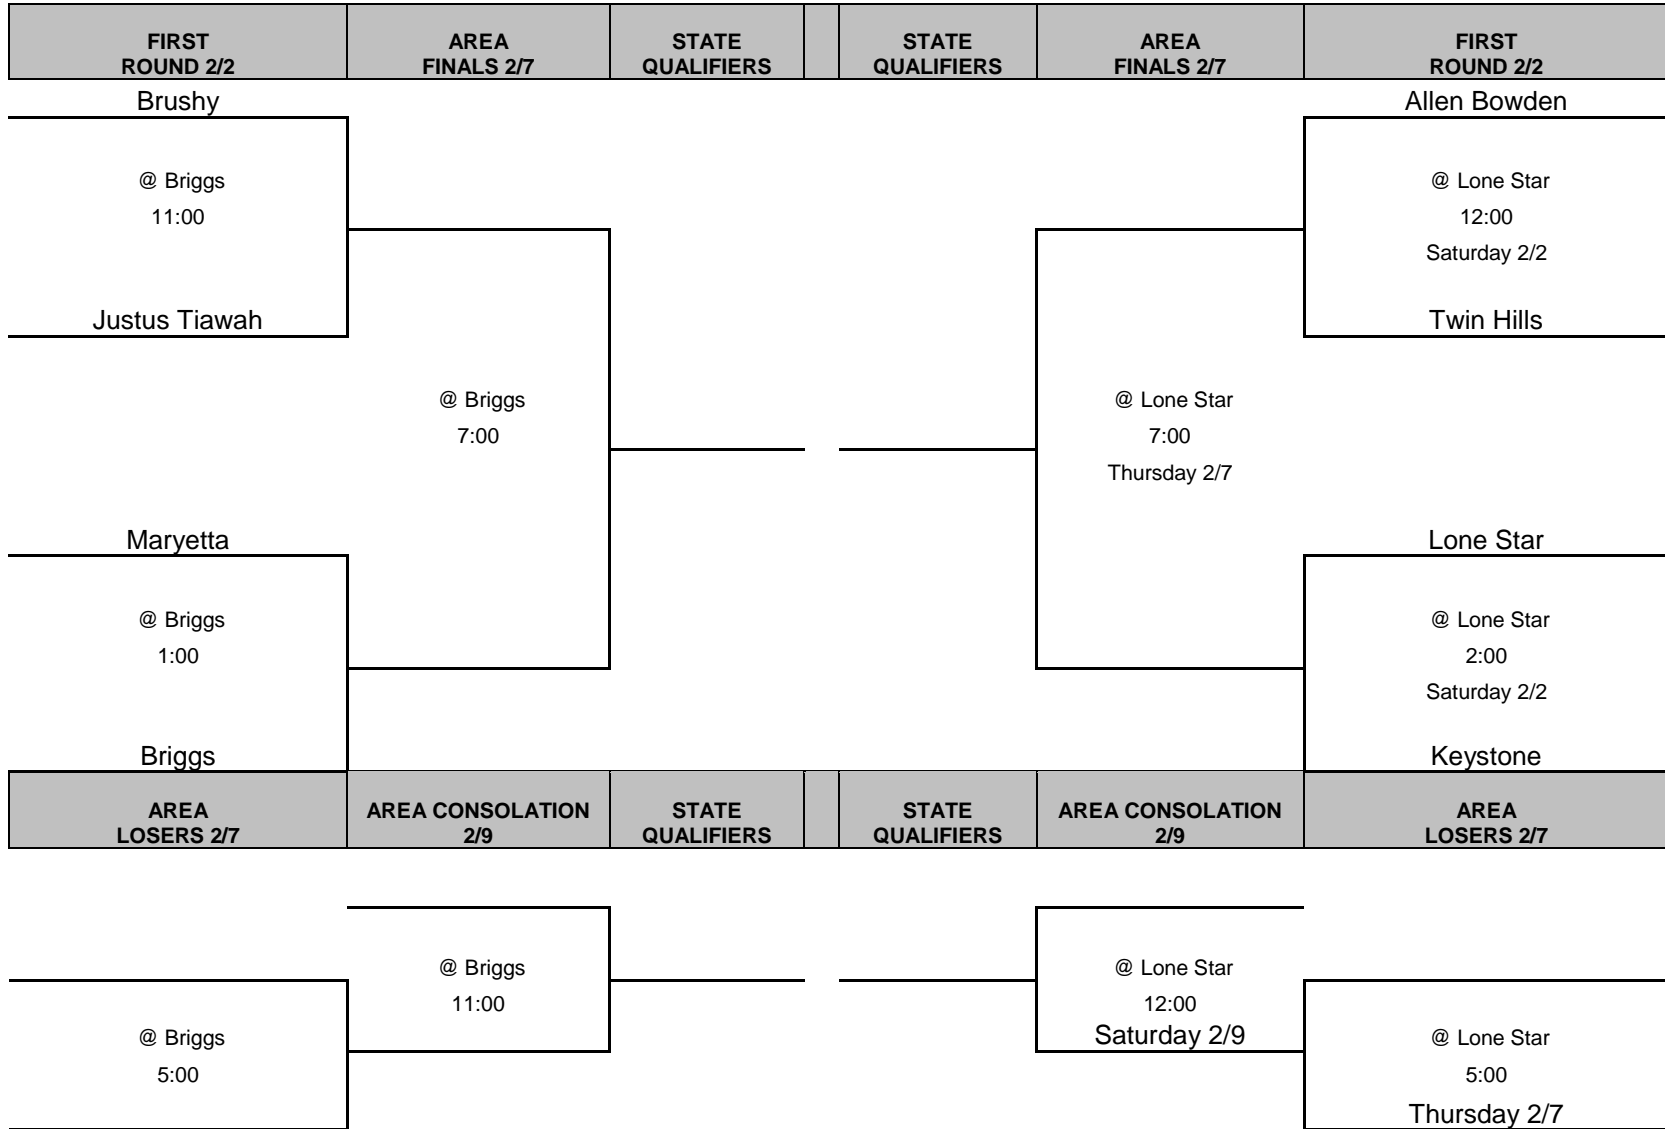 FIRST
ROUND 2/2
AREA
FINALS 2/7
STATE
QUALIFIERS
STATE
QUALIFIERS
AREA
FINALS 2/7
FIRST
ROUND 2/2
Brushy
Allen Bowden
@ Briggs
11:00
@ Lone Star
12:00
Saturday 2/2
Justus Tiawah
Twin Hills
@ Briggs
7:00
@ Lone Star
7:00
Thursday 2/7
Maryetta
Lone Star
@ Briggs
1:00
@ Lone Star
2:00
Saturday 2/2
Briggs
Keystone
AREA
LOSERS 2/7
AREA CONSOLATION
2/9
STATE
QUALIFIERS
STATE
QUALIFIERS
AREA CONSOLATION
2/9
AREA
LOSERS 2/7
@ Briggs
11:00
@ Lone Star
12:00
Saturday 2/9
@ Briggs
5:00
@ Lone Star
5:00
Thursday 2/7